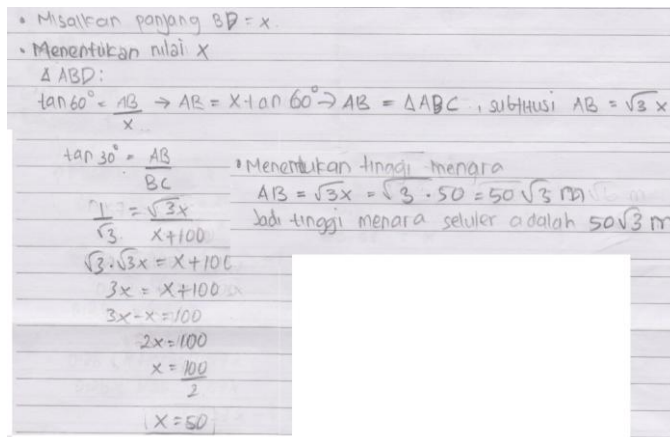 • Misalkan panjang BD = x.
• Menentukan nilai x
Δ ABD:
tan 60° = AB/x → AB = x tan 60° → AB = ΔABC, subtitusi AB = √3 x
tan 30° = AB/BC
1/√3 = √3x/x+100
√3.√3x = x+100
3x = x+100
3x-x = 100
2x = 100
x = 100/2
x = 50
• Menentukan tinggi menara
AB = √3x = √3 . 50 = 50√3 m
Jadi tinggi menara seluler adalah 50√3 m